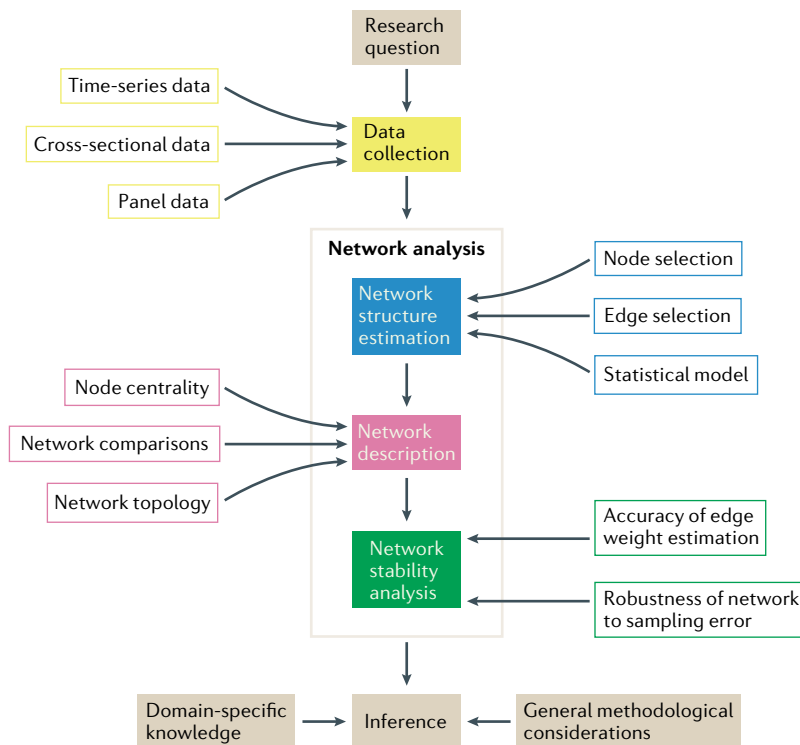 Research
question
Time-series data
Cross-sectional data
Panel data
Data
collection
Network analysis
Network
structure
estimation
Node selection
Edge selection
Statistical model
Node centrality
Network comparisons
Network topology
Network
description
Network
stability
analysis
Accuracy of edge
weight estimation
Robustness of network
to sampling error
Domain-specific
knowledge
Inference
General methodological
considerations